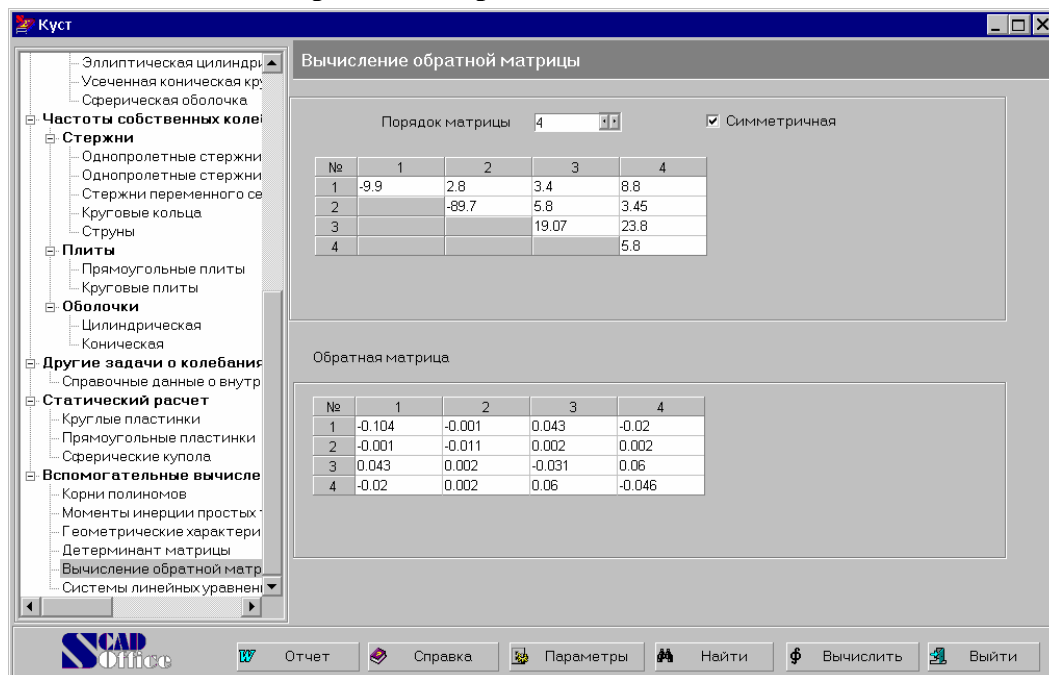 Куст
Эллиптическая цилиндри
Усеченная коническая кру
Сферическая оболочка
Частоты собственных колеб
Стержни
Однопролетные стержни
Однопролетные стержни
Стержни переменного се
Круговые кольца
Струны
Плиты
Прямоугольные плиты
Круговые плиты
Оболочки
Цилиндрическая
Коническая
Другие задачи о колебания
Справочные данные о внутр
Статический расчет
Круглые пластинки
Прямоугольные пластинки
Сферические купола
Вспомогательные вычисле
Корни полиномов
Моменты инерции простых
Геометрические характери
Детерминант матрицы
Вычисление обратной матр
Системы линейных уравнен
Вычисление обратной матрицы
Порядок матрицы 4 Симметричная
№ 1 2 3 4
1 -9.9 2.8 3.4 8.8
2 -89.7 5.8 3.45
3 19.07 23.8
4 5.8
Обратная матрица
№ 1 2 3 4
1 -0.104 -0.001 0.043 -0.02
2 -0.001 -0.011 0.002 0.002
3 0.043 0.002 -0.031 0.06
4 -0.02 0.002 0.06 -0.046
SCAD Office
Отчет Справка Параметры Найти Вычислить Выйти